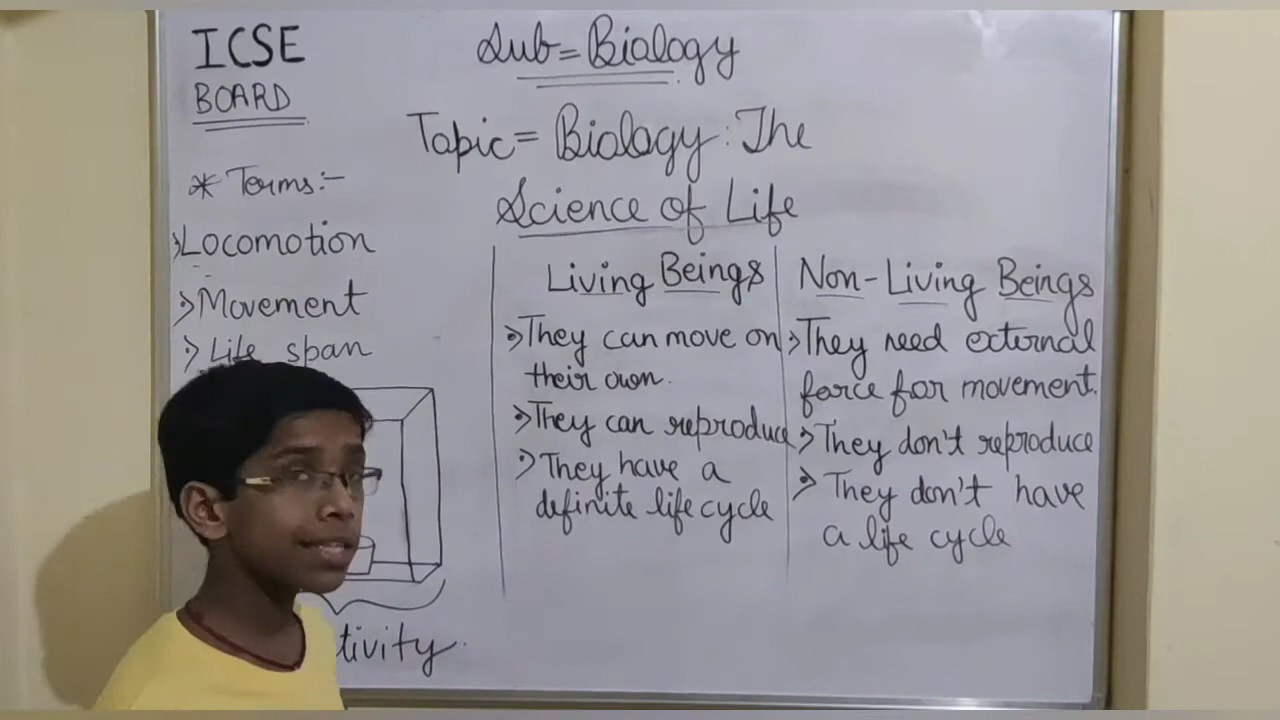 ICSE
BOARD
Sub = Biology
Topic = Biology : The
Science of Life
* Terms:-
Locomotion
Movement
Life span
tivity
Living Beings
They can move on
their own.
They can reproduce
They have a
definite life cycle
Non-Living Beings
They need external
force for movement.
They don't reproduce
They don't have
a life cycle